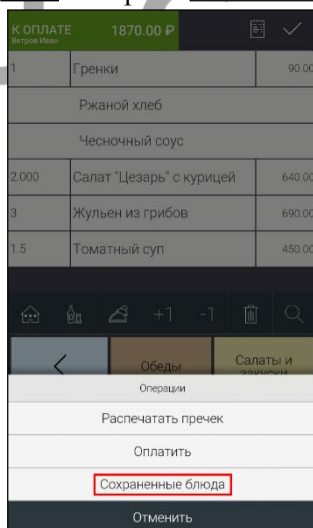 К ОПЛАТЕ 1870.00 ₽
Ветров Иван
1 Гренки 90.00
Ржаной хлеб
Чесночный соус
2.000 Салат "Цезарь" с курицей 640.00
3 Жульен из грибов 690.00
1.5 Томатный суп 450.00
+1 -1
Обеды Салаты и закуски
Операции
Распечатать пречек
Оплатить
Сохраненные блюда
Отменить